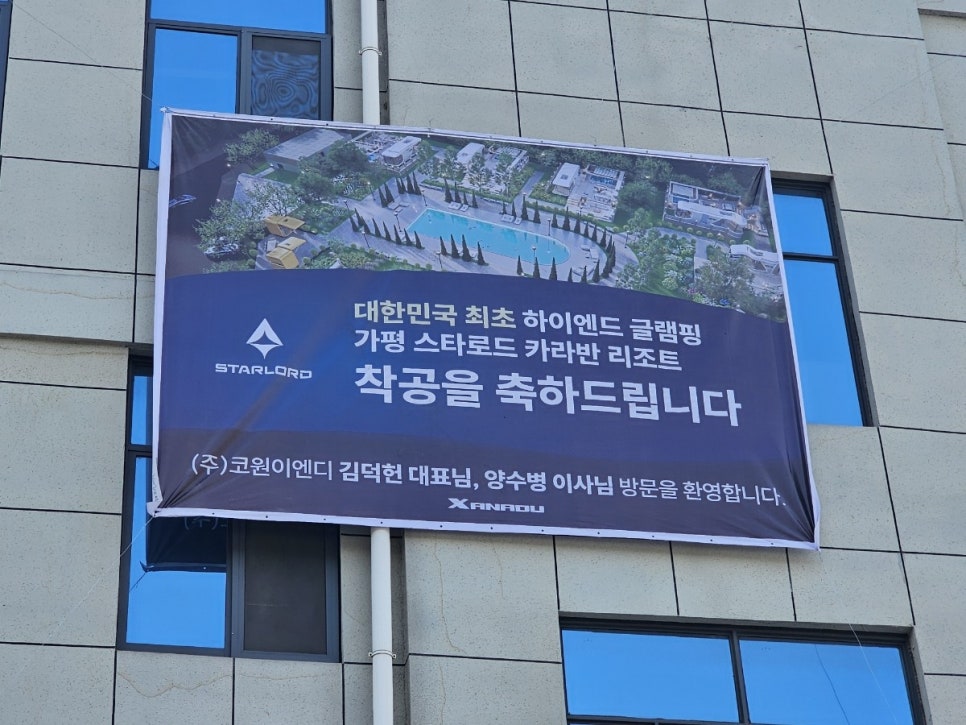 대한민국 최초 하이엔드 글램핑
가평 스타로드 카라반 리조트
STARLORD
착공을 축하드립니다
(주)코원이엔디 김덕헌 대표님, 양수병 이사님 방문을 환영합니다.
XANADU
(주)